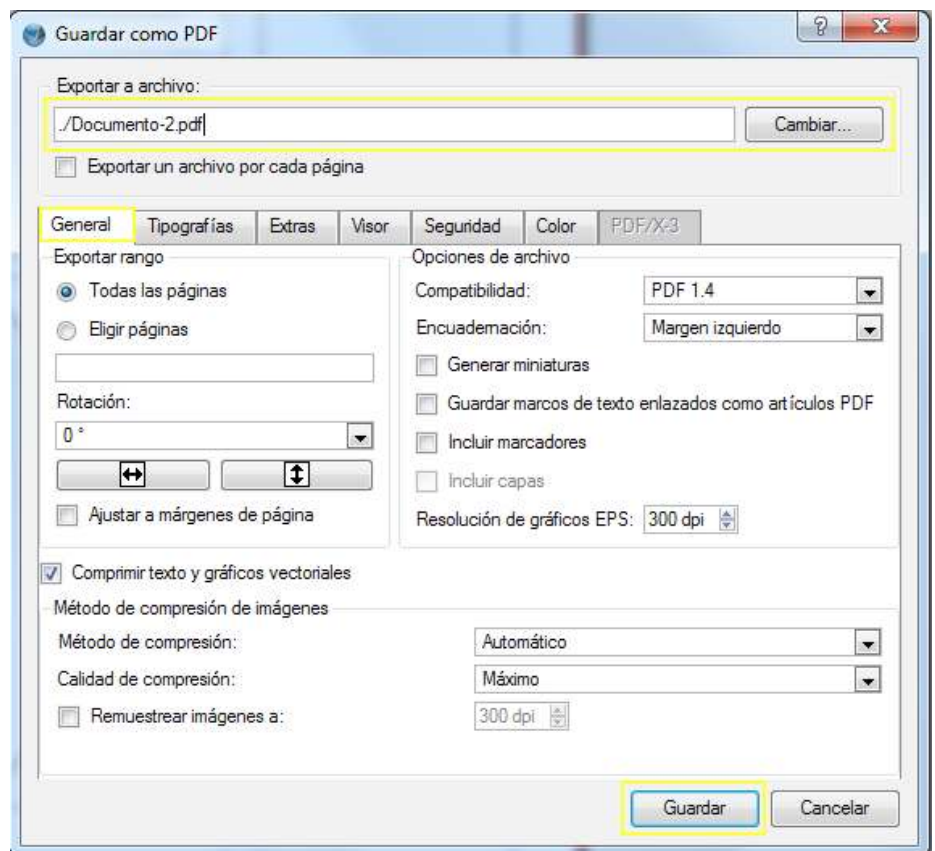 Guardar como PDF
Exportar a archivo:
./Documento-2.pdf
Cambiar...
Exportar un archivo por cada página
General Tipografías Extras Visor Seguridad Color PDF/X-3
Exportar rango
Todas las páginas
Eligir páginas
Rotación:
0 °
Ajustar a márgenes de página
Opciones de archivo
Compatibilidad: PDF 1.4
Encuadernación: Margen izquierdo
Generar miniaturas
Guardar marcos de texto enlazados como artículos PDF
Incluir marcadores
Incluir capas
Resolución de gráficos EPS: 300 dpi
Comprimir texto y gráficos vectoriales
Método de compresión de imágenes
Método de compresión: Automático
Calidad de compresión: Máximo
Remuestrear imágenes a: 300 dpi
Guardar Cancelar